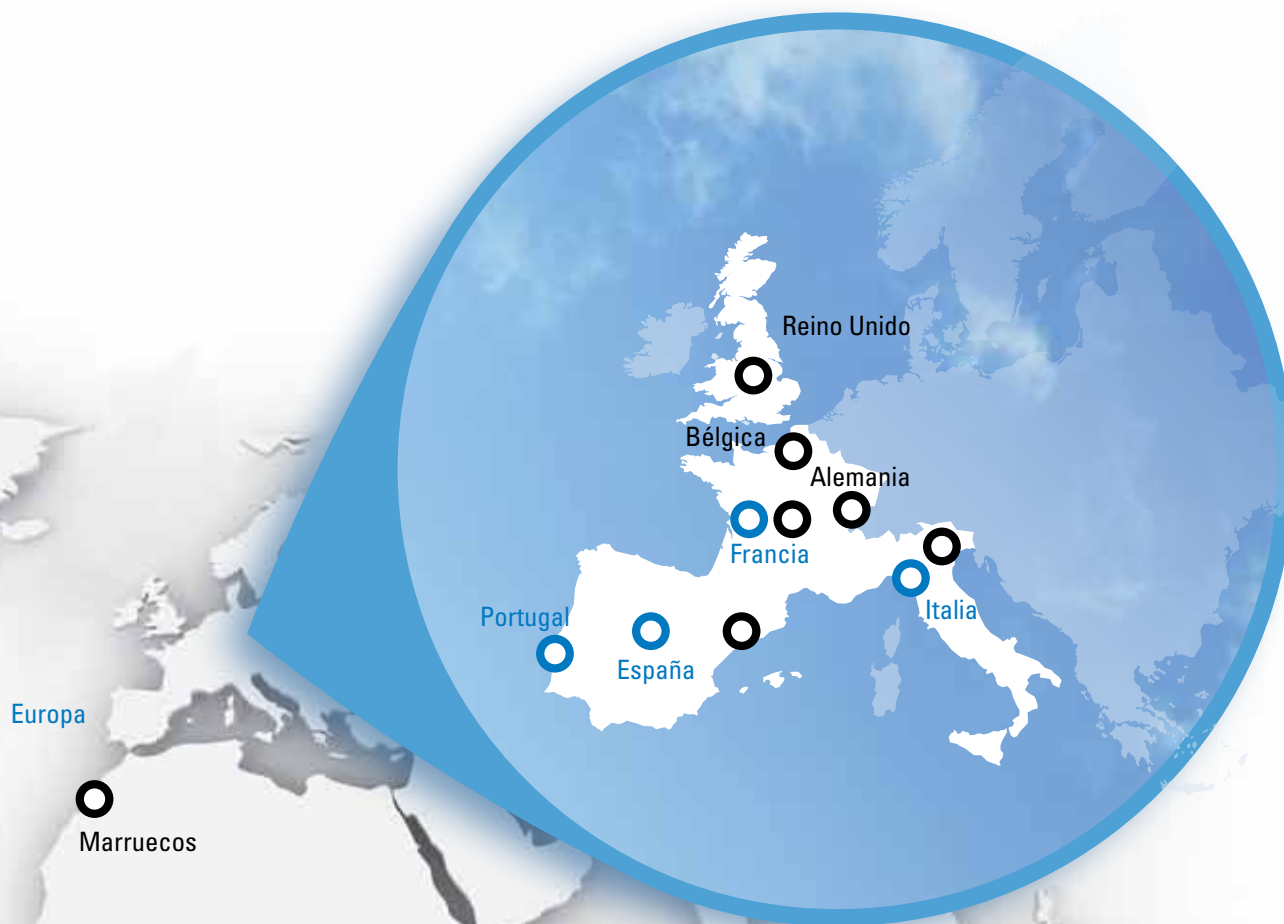 Reino Unido
Bélgica
Alemania
Francia
Portugal
Italia
España
Europa
Marruecos